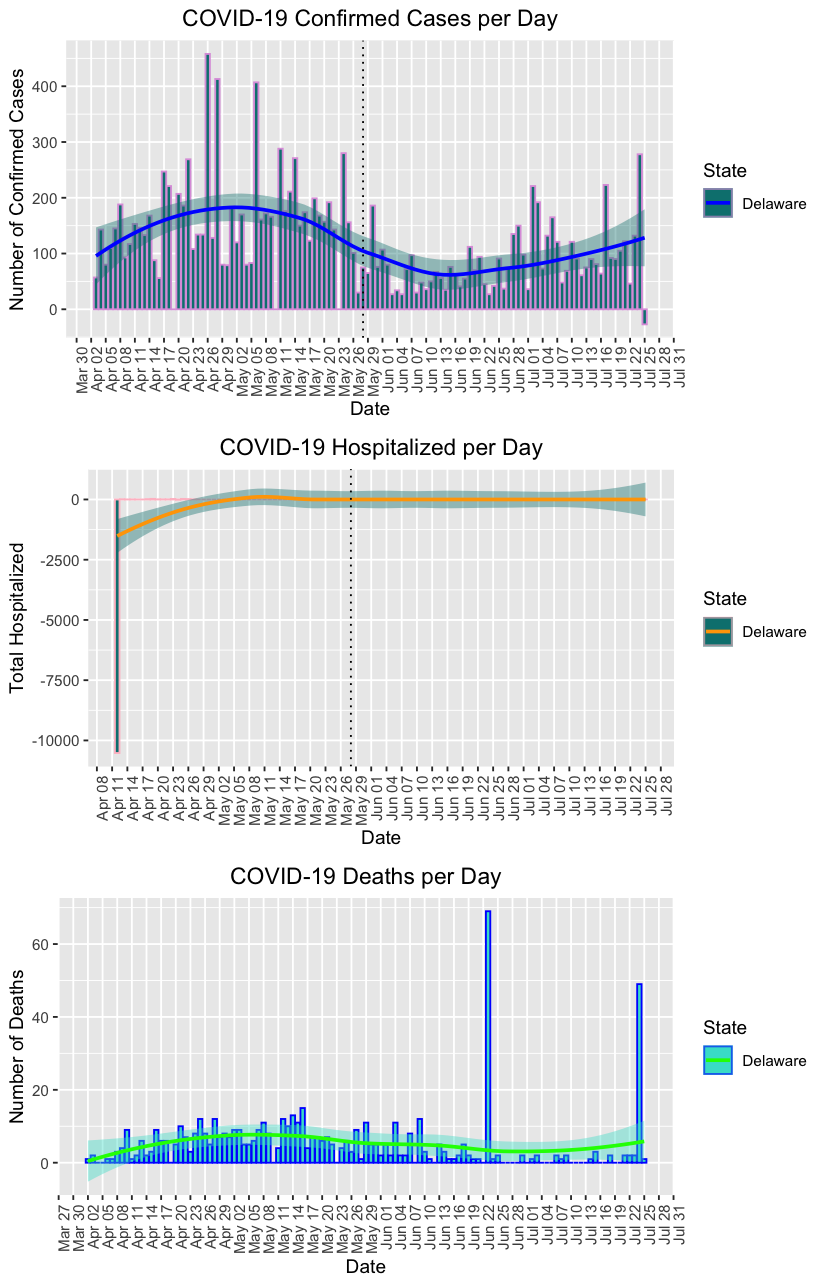 COVID-19 Confirmed Cases per Day
Number of Confirmed Cases
400
300
200
100
0
Mar 30
Apr 02
Apr 05
Apr 08
Apr 11
Apr 14
Apr 17
Apr 20
Apr 23
Apr 26
Apr 29
May 02
May 05
May 08
May 11
May 14
May 17
May 20
May 23
May 26
May 29
Jun 01
Jun 04
Jun 07
Jun 10
Jun 13
Jun 16
Jun 19
Jun 22
Jun 25
Jun 28
Jul 01
Jul 04
Jul 07
Jul 10
Jul 13
Jul 16
Jul 19
Jul 22
Jul 25
Jul 28
Jul 31
Date
State
Delaware
COVID-19 Hospitalized per Day
Total Hospitalized
0
-2500
-5000
-7500
-10000
Apr 08
Apr 11
Apr 14
Apr 17
Apr 20
Apr 23
Apr 26
Apr 29
May 02
May 05
May 08
May 11
May 14
May 17
May 20
May 23
May 26
May 29
Jun 01
Jun 04
Jun 07
Jun 10
Jun 13
Jun 16
Jun 19
Jun 22
Jun 25
Jun 28
Jul 01
Jul 04
Jul 07
Jul 10
Jul 13
Jul 16
Jul 19
Jul 22
Jul 25
Jul 28
Date
State
Delaware
COVID-19 Deaths per Day
Number of Deaths
60
40
20
0
Mar 27
Mar 30
Apr 02
Apr 05
Apr 08
Apr 11
Apr 14
Apr 17
Apr 20
Apr 23
Apr 26
Apr 29
May 02
May 05
May 08
May 11
May 14
May 17
May 20
May 23
May 26
May 29
Jun 01
Jun 04
Jun 07
Jun 10
Jun 13
Jun 16
Jun 19
Jun 22
Jun 25
Jun 28
Jul 01
Jul 04
Jul 07
Jul 10
Jul 13
Jul 16
Jul 19
Jul 22
Jul 25
Jul 28
Jul 31
Date
State
Delaware